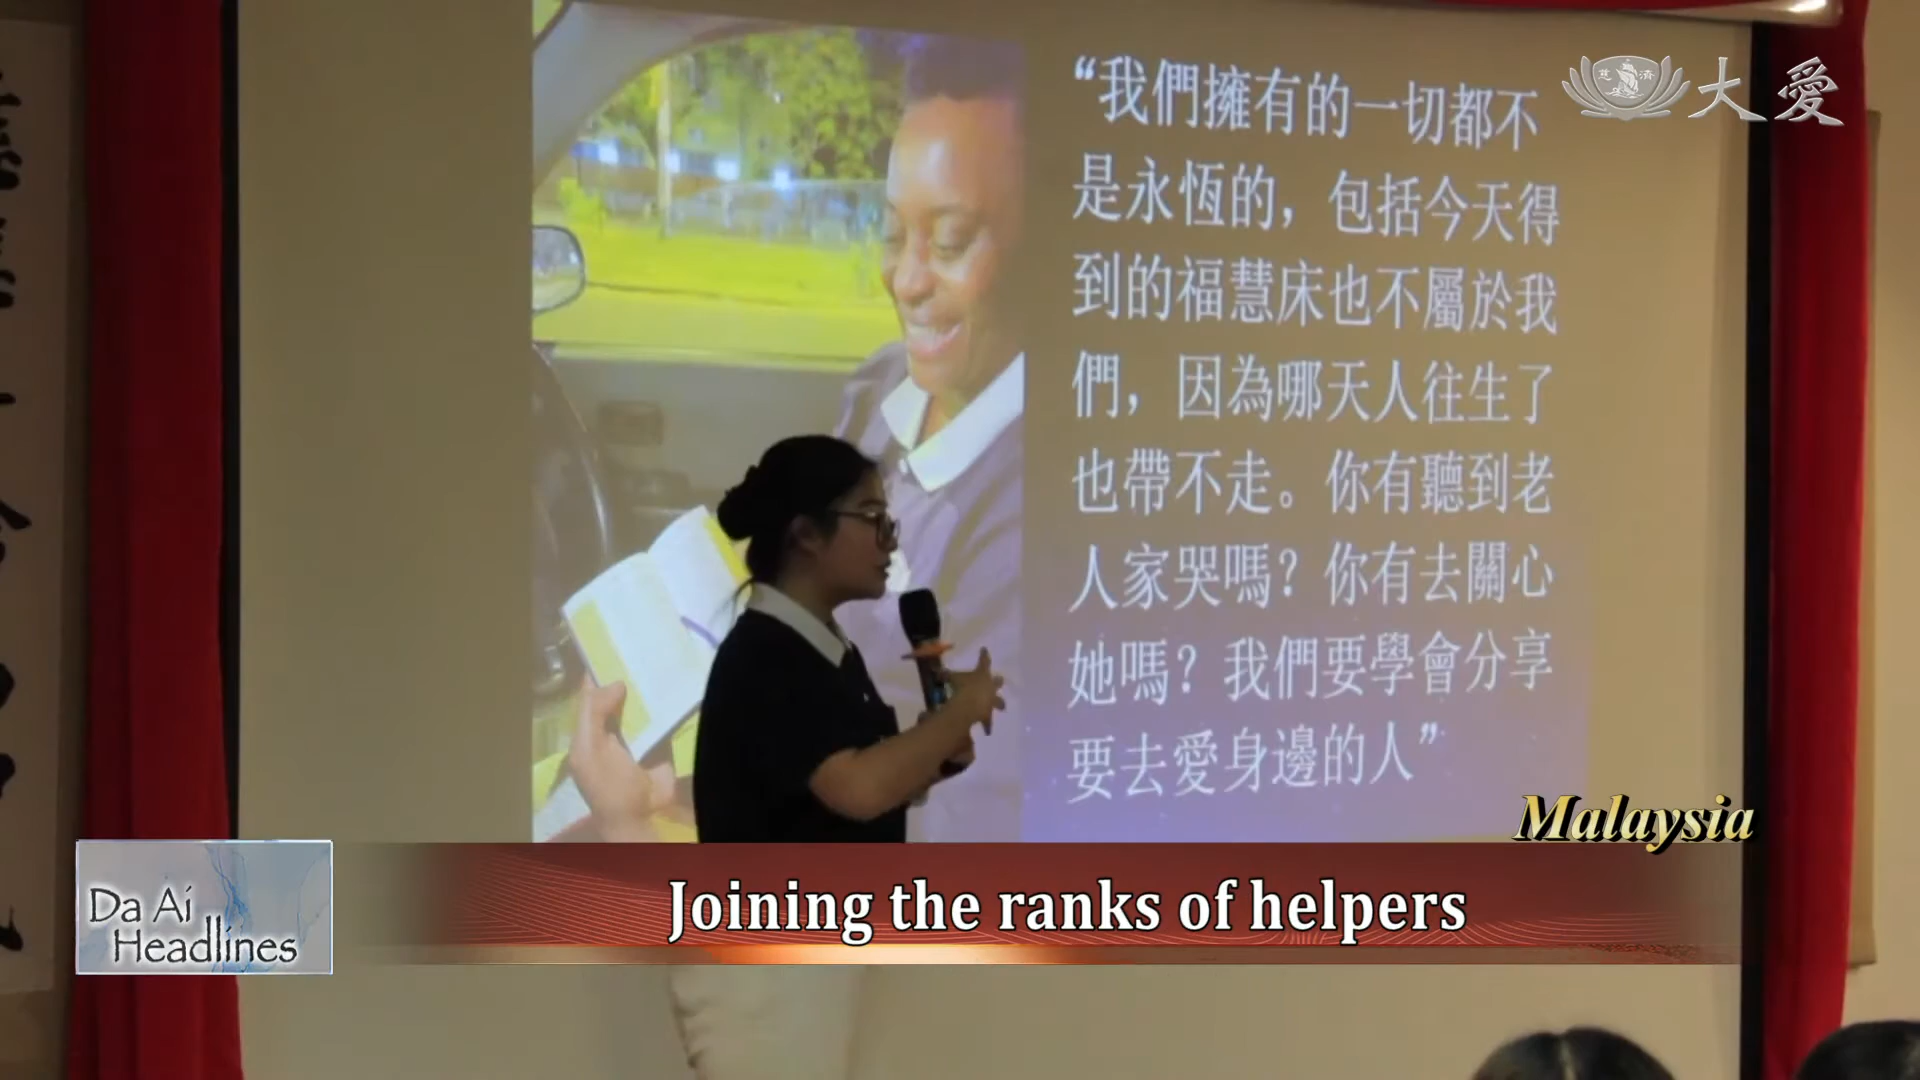 “我們擁有的一切都不
是永恆的，包括今天得
到的福慧床也不屬於我
們，因為哪天人往生了
也帶不走。你有聽到老
人家哭嗎？你有去關心
她嗎？我們要學會分享
要去愛身邊的人”
慈濟
大愛
Malaysia
Da Ai
Headlines
Joining the ranks of helpers